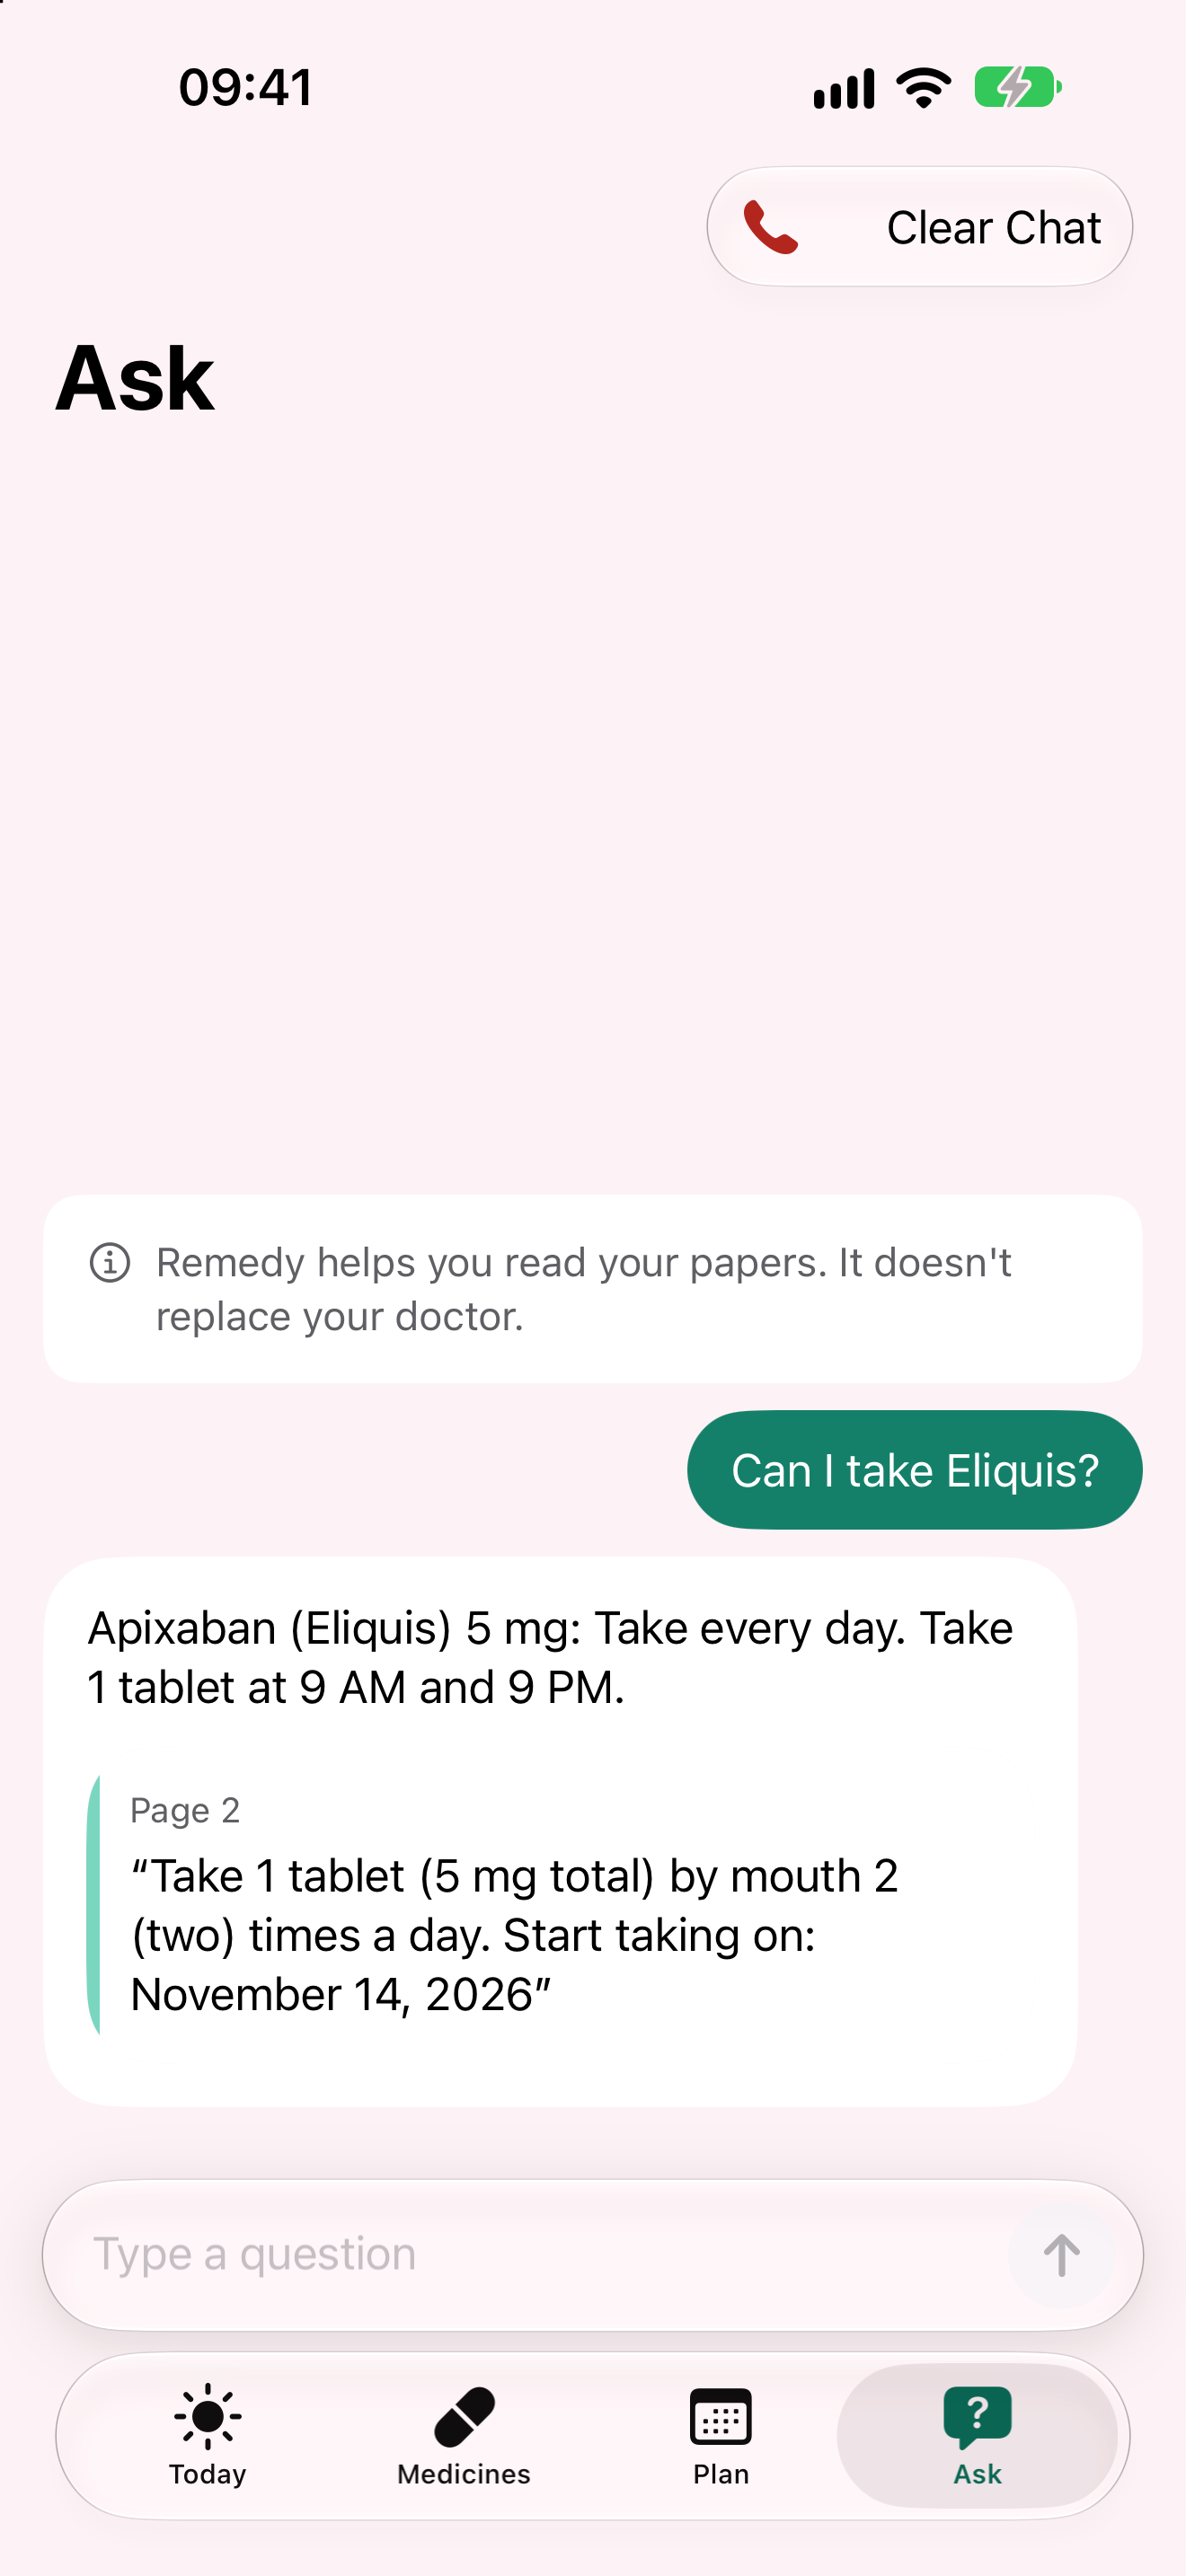 09:41
Clear Chat
Ask
Remedy helps you read your papers. It doesn't
replace your doctor.
Can I take Eliquis?
Apixaban (Eliquis) 5 mg: Take every day. Take
1 tablet at 9 AM and 9 PM.
Page 2
“Take 1 tablet (5 mg total) by mouth 2
(two) times a day. Start taking on:
November 14, 2026”
Type a question
Today
Medicines
Plan
Ask